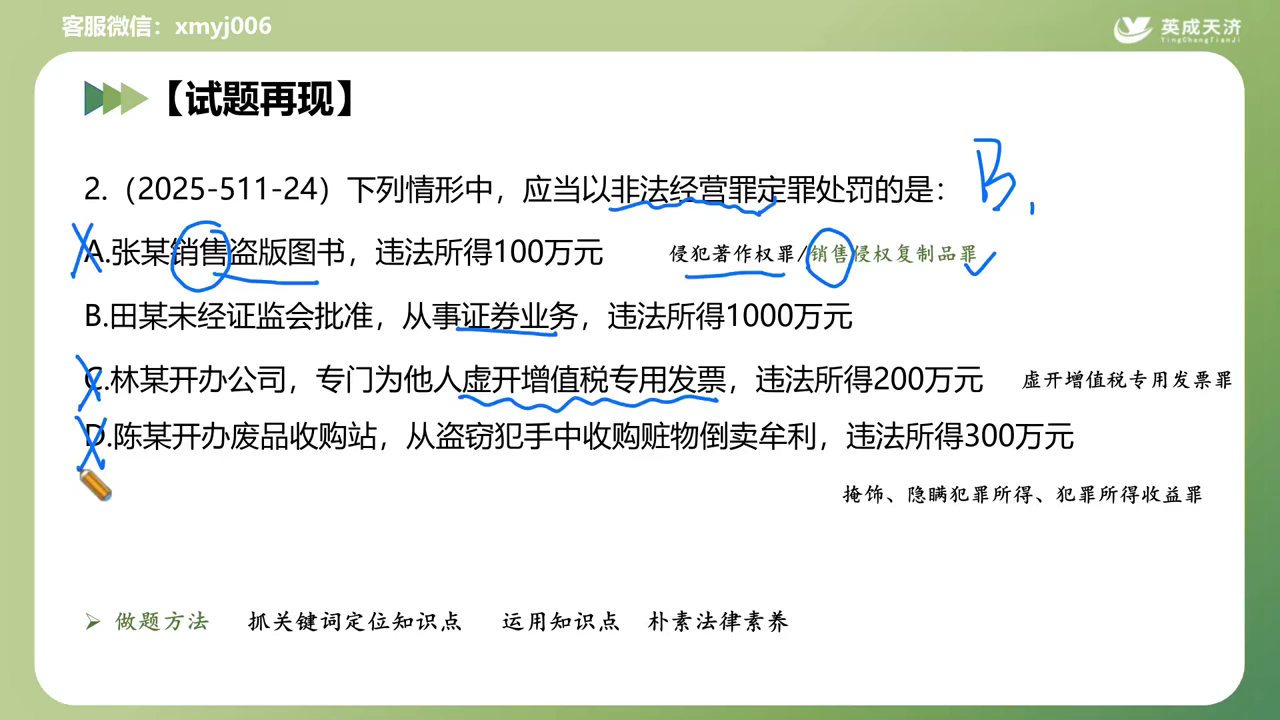 客服微信：xmyj006
英成天济
YingChengTianJi
【试题再现】
2.（2025-511-24）下列情形中，应当以非法经营罪定罪处罚的是： B.
A.张某销售盗版图书，违法所得100万元 侵犯著作权罪/销售侵权复制品罪
B.田某未经证监会批准，从事证券业务，违法所得1000万元
C.林某开办公司，专门为他人虚开增值税专用发票，违法所得200万元 虚开增值税专用发票罪
D.陈某开办废品收购站，从盗窃犯手中收购赃物倒卖牟利，违法所得300万元
掩饰、隐瞒犯罪所得、犯罪所得收益罪
做题方法 抓关键词定位知识点 运用知识点 朴素法律素养